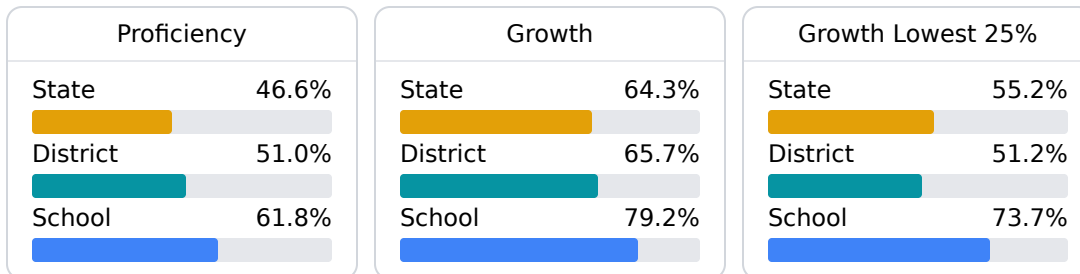 Proficiency
State 46.6%
District 51.0%
School 61.8%
Growth
State 64.3%
District 65.7%
School 79.2%
Growth Lowest 25%
State 55.2%
District 51.2%
School 73.7%